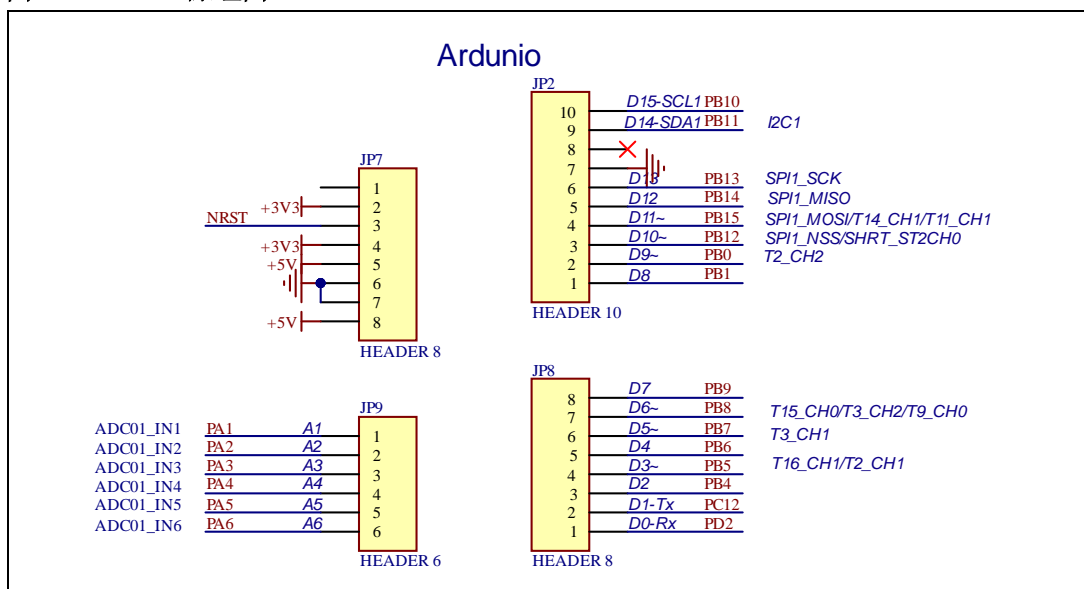 Ardunio
JP2
10 D15-SCL1 PB10
9 D14-SDA1 PB11 I2C1
8
7
6 D13 PB13 SPI1_SCK
5 D12 PB14 SPI1_MISO
4 D11~ PB15 SPI1_MOSI/T14_CH1/T11_CH1
3 D10~ PB12 SPI1_NSS/SHRT_ST2CH0
2 D9~ PB0 T2_CH2
1 D8 PB1
HEADER 10
JP7
1
+3V3 2
NRST 3
+3V3 4
+5V 5
6
7
+5V 8
HEADER 8
JP9
ADC01_IN1 PA1 A1 1
ADC01_IN2 PA2 A2 2
ADC01_IN3 PA3 A3 3
ADC01_IN4 PA4 A4 4
ADC01_IN5 PA5 A5 5
ADC01_IN6 PA6 A6 6
HEADER 6
JP8
8 D7 PB9
7 D6~ PB8 T15_CH0/T3_CH2/T9_CH0
6 D5~ PB7 T3_CH1
5 D4 PB6
4 D3~ PB5 T16_CH1/T2_CH1
3 D2 PB4
2 D1-Tx PC12
1 D0-Rx PD2
HEADER 8